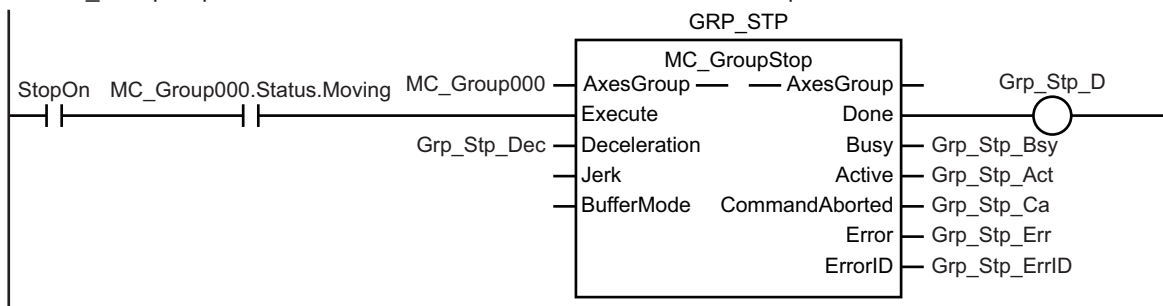 GRP_STP
MC_GroupStop
StopOn MC_Group000.Status.Moving MC_Group000 AxesGroup AxesGroup Grp_Stp_D
Execute Done
Grp_Stp_Dec Deceleration Busy Grp_Stp_Bsy
Jerk Active Grp_Stp_Act
BufferMode CommandAborted Grp_Stp_Ca
Error Grp_Stp_Err
ErrorID Grp_Stp_ErrID